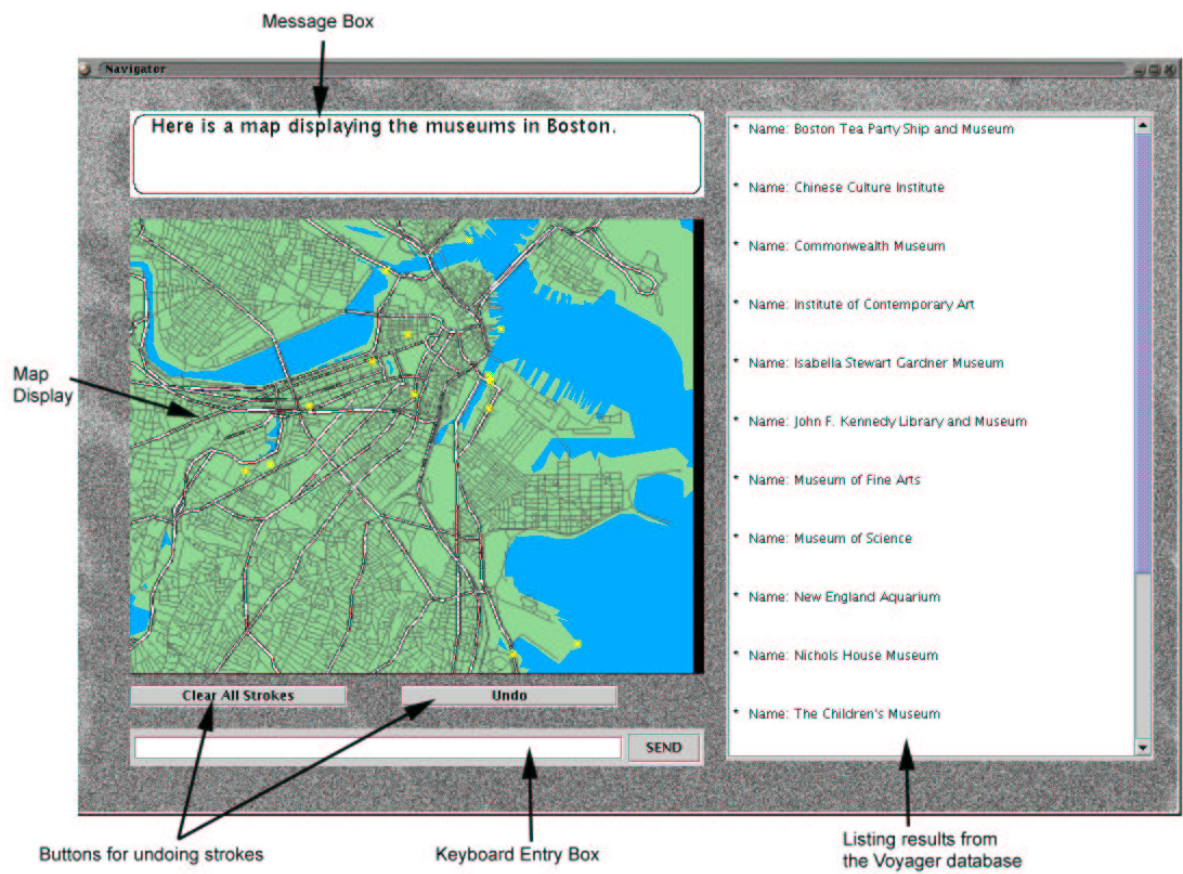 Message Box
Navigator
Here is a map displaying the museums in Boston.
* Name: Boston Tea Party Ship and Museum
* Name: Chinese Culture Institute
* Name: Commonwealth Museum
* Name: Institute of Contemporary Art
* Name: Isabella Stewart Gardner Museum
* Name: John F. Kennedy Library and Museum
* Name: Museum of Fine Arts
* Name: Museum of Science
* Name: New England Aquarium
* Name: Nichols House Museum
* Name: The Children's Museum
Map
Display
Clear All Strokes
Undo
SEND
Buttons for undoing strokes
Keyboard Entry Box
Listing results from
the Voyager database